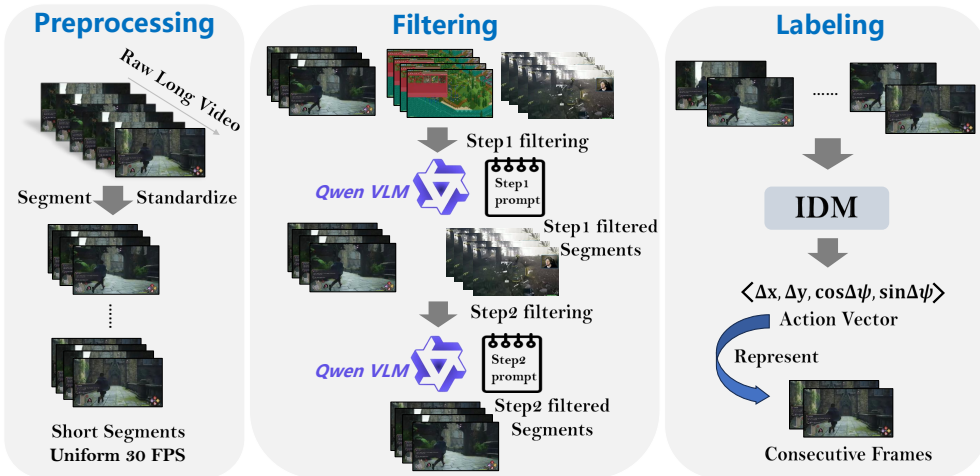 Preprocessing
Raw Long Video
Segment
Standardize
Short Segments
Uniform 30 FPS
Filtering
Step1 filtering
Qwen VLM
Step1
prompt
Step1 filtered
Segments
Step2 filtering
Qwen VLM
Step2
prompt
Step2 filtered
Segments
Labeling
......
IDM
⟨Δx, Δy, cosΔψ, sinΔψ⟩
Action Vector
Represent
Consecutive Frames